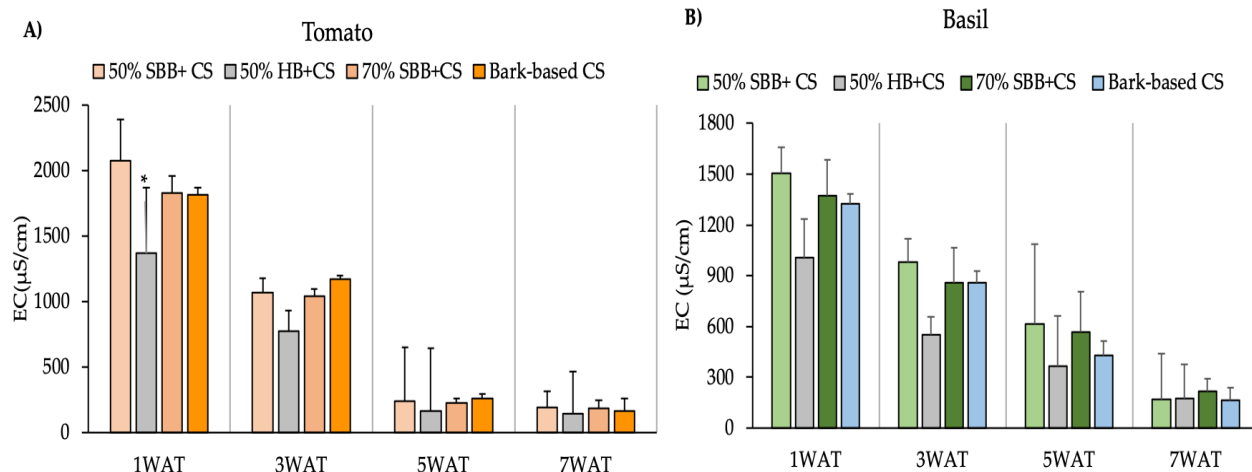 A)
Tomato
50% SBB+ CS 50% HB+CS 70% SBB+CS Bark-based CS
2500
2000
1500
1000
500
0
EC (µS/cm)
*
1WAT 3WAT 5WAT 7WAT
B)
Basil
50% SBB+ CS 50% HB+CS 70% SBB+CS Bark-based CS
1800
1500
1200
900
600
300
0
EC (µS/cm)
1WAT 3WAT 5WAT 7WAT